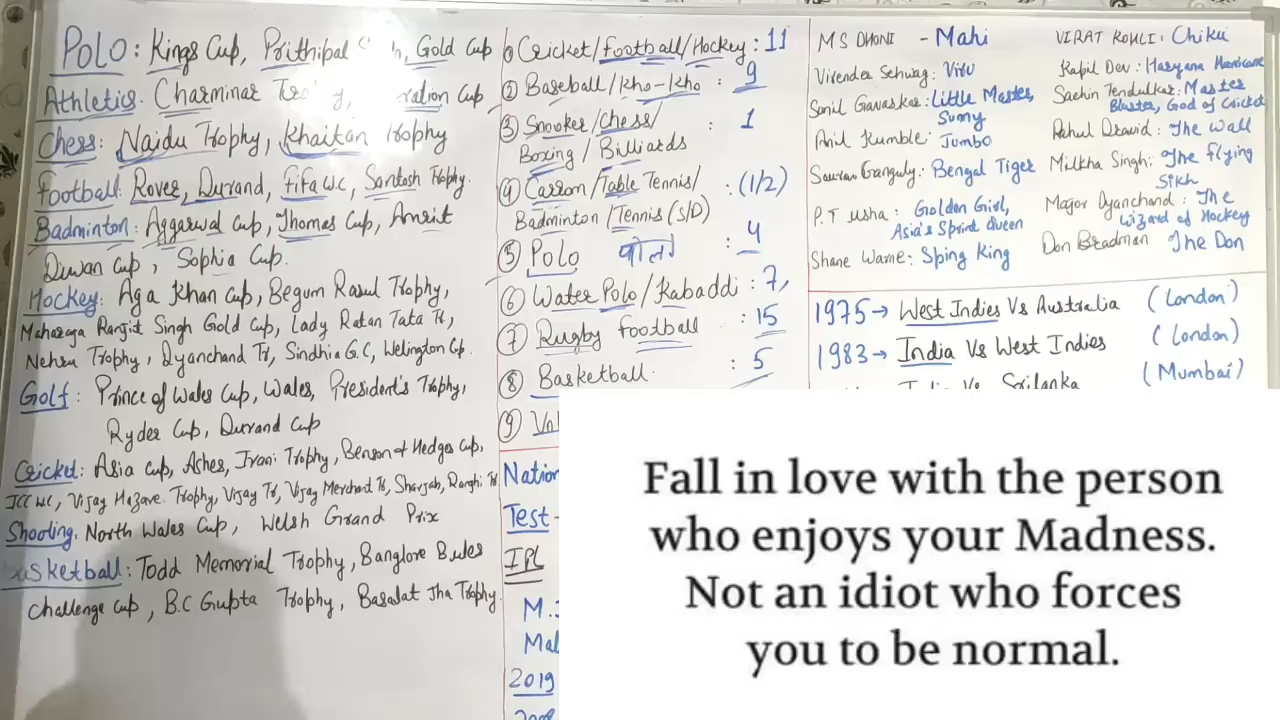 POLO: Kings Cup, Prithipal Gold Cup
Athletics: Charminar Cup
Chess: Naidu Trophy, Khaitan Trophy
Football: Rover, Durand, Fifa W.C, Santosh Trophy.
Badminton: Aggarwal Cup, Thomas Cup, Amrit
Diwan Cup, Sophia Cup.
Hockey: Aga Khan Cup, Begum Rasul Trophy,
Maharaja Ranjit Singh Gold Cup, Lady Ratan Tata Tr,
Nehru Trophy, Dyanchand Tr, Sindhia G.C, Welington Cp.
Golf: Prince of Wales Cup, Wales, President's Trophy,
Ryder Cup, Durand Cup
Cricket: Asia Cup, Ashes, Irani Trophy, Benson & Hedges Cup,
ICC WC, Vijay Hazare Trophy, Vijay Tr, Vijay Merchant Tr, Sharjah, Ranji Tr
Shooting: North Wales Cup, Welsh Grand Prix
Basketball: Todd Memorial Trophy, Banglore Bules
Challenge Cup, B.C Gupta Trophy, Basalat Jha Trophy.
① Cricket/Football/Hockey: 11
② Baseball/Kho-Kho : 9
③ Snooker/Chess/ : 1
Boxing/Billiards
④ Carrom/Table Tennis/ : (1/2)
Badminton/Tennis (S/D)
⑤ Polo पोलो : 4
⑥ Water Polo/Kabaddi : 7,
⑦ Rugby Football : 15
⑧ Basketball : 5
⑨
Test-
IPL
2019
MS DHONI - Mahi
VIRAT KOHLI: Chiku
Virender Sehwag: Viru
Kapil Dev: Haryana Hurricane
Sunil Gavaskar: Little Master,
Sunny
Sachin Tendulkar: Master
Blaster, God of Cricket
Anil Kumble: Jumbo
Rahul Dravid: The Wall
Saurav Ganguly: Bengal Tiger
Milkha Singh: The Flying
Sikh
P.T Usha: Golden Girl,
Asia's Sprint Queen
Major Dyanchand: The
Wizard of Hockey
Shane Warne: Sping King
Don Bradman The Don
1975→ West Indies Vs Australia (London)
1983→ India Vs West Indies (London)
India Vs Srilanka (Mumbai)
Fall in love with the person
who enjoys your Madness.
Not an idiot who forces
you to be normal.